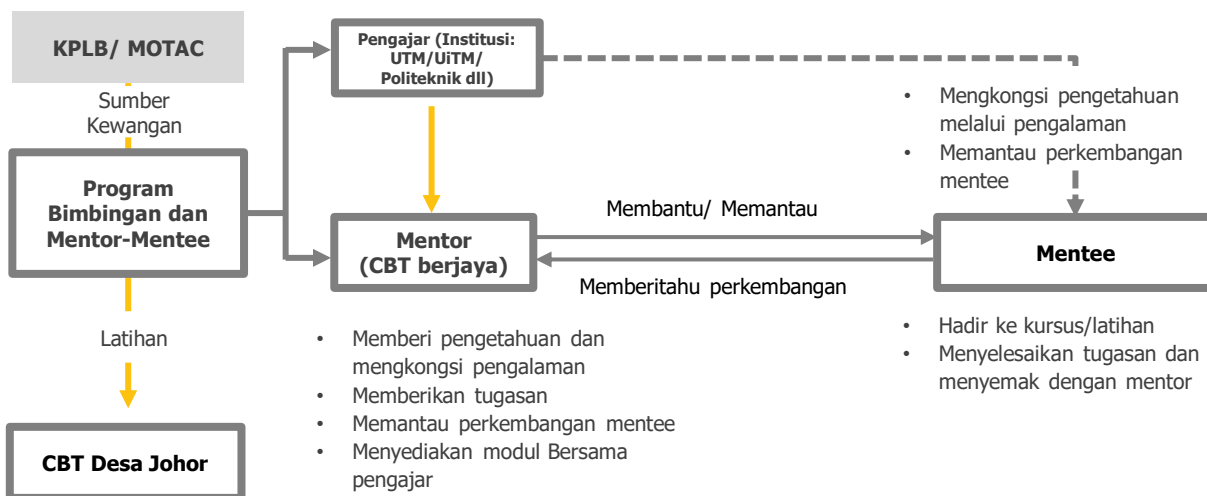 KPLB/ MOTAC
Sumber
Kewangan
Program
Bimbingan dan
Mentor-Mentee
Latihan
CBT Desa Johor
Pengajar (Institusi:
UTM/UiTM/
Politeknik dll)
Mentor
(CBT berjaya)
• Memberi pengetahuan dan
mengkongsi pengalaman
• Memberikan tugasan
• Memantau perkembangan mentee
• Menyediakan modul Bersama
pengajar
Membantu/ Memantau
Memberitahu perkembangan
• Mengkongsi pengetahuan
melalui pengalaman
• Memantau perkembangan
mentee
Mentee
• Hadir ke kursus/latihan
• Menyelesaikan tugasan dan
menyemak dengan mentor